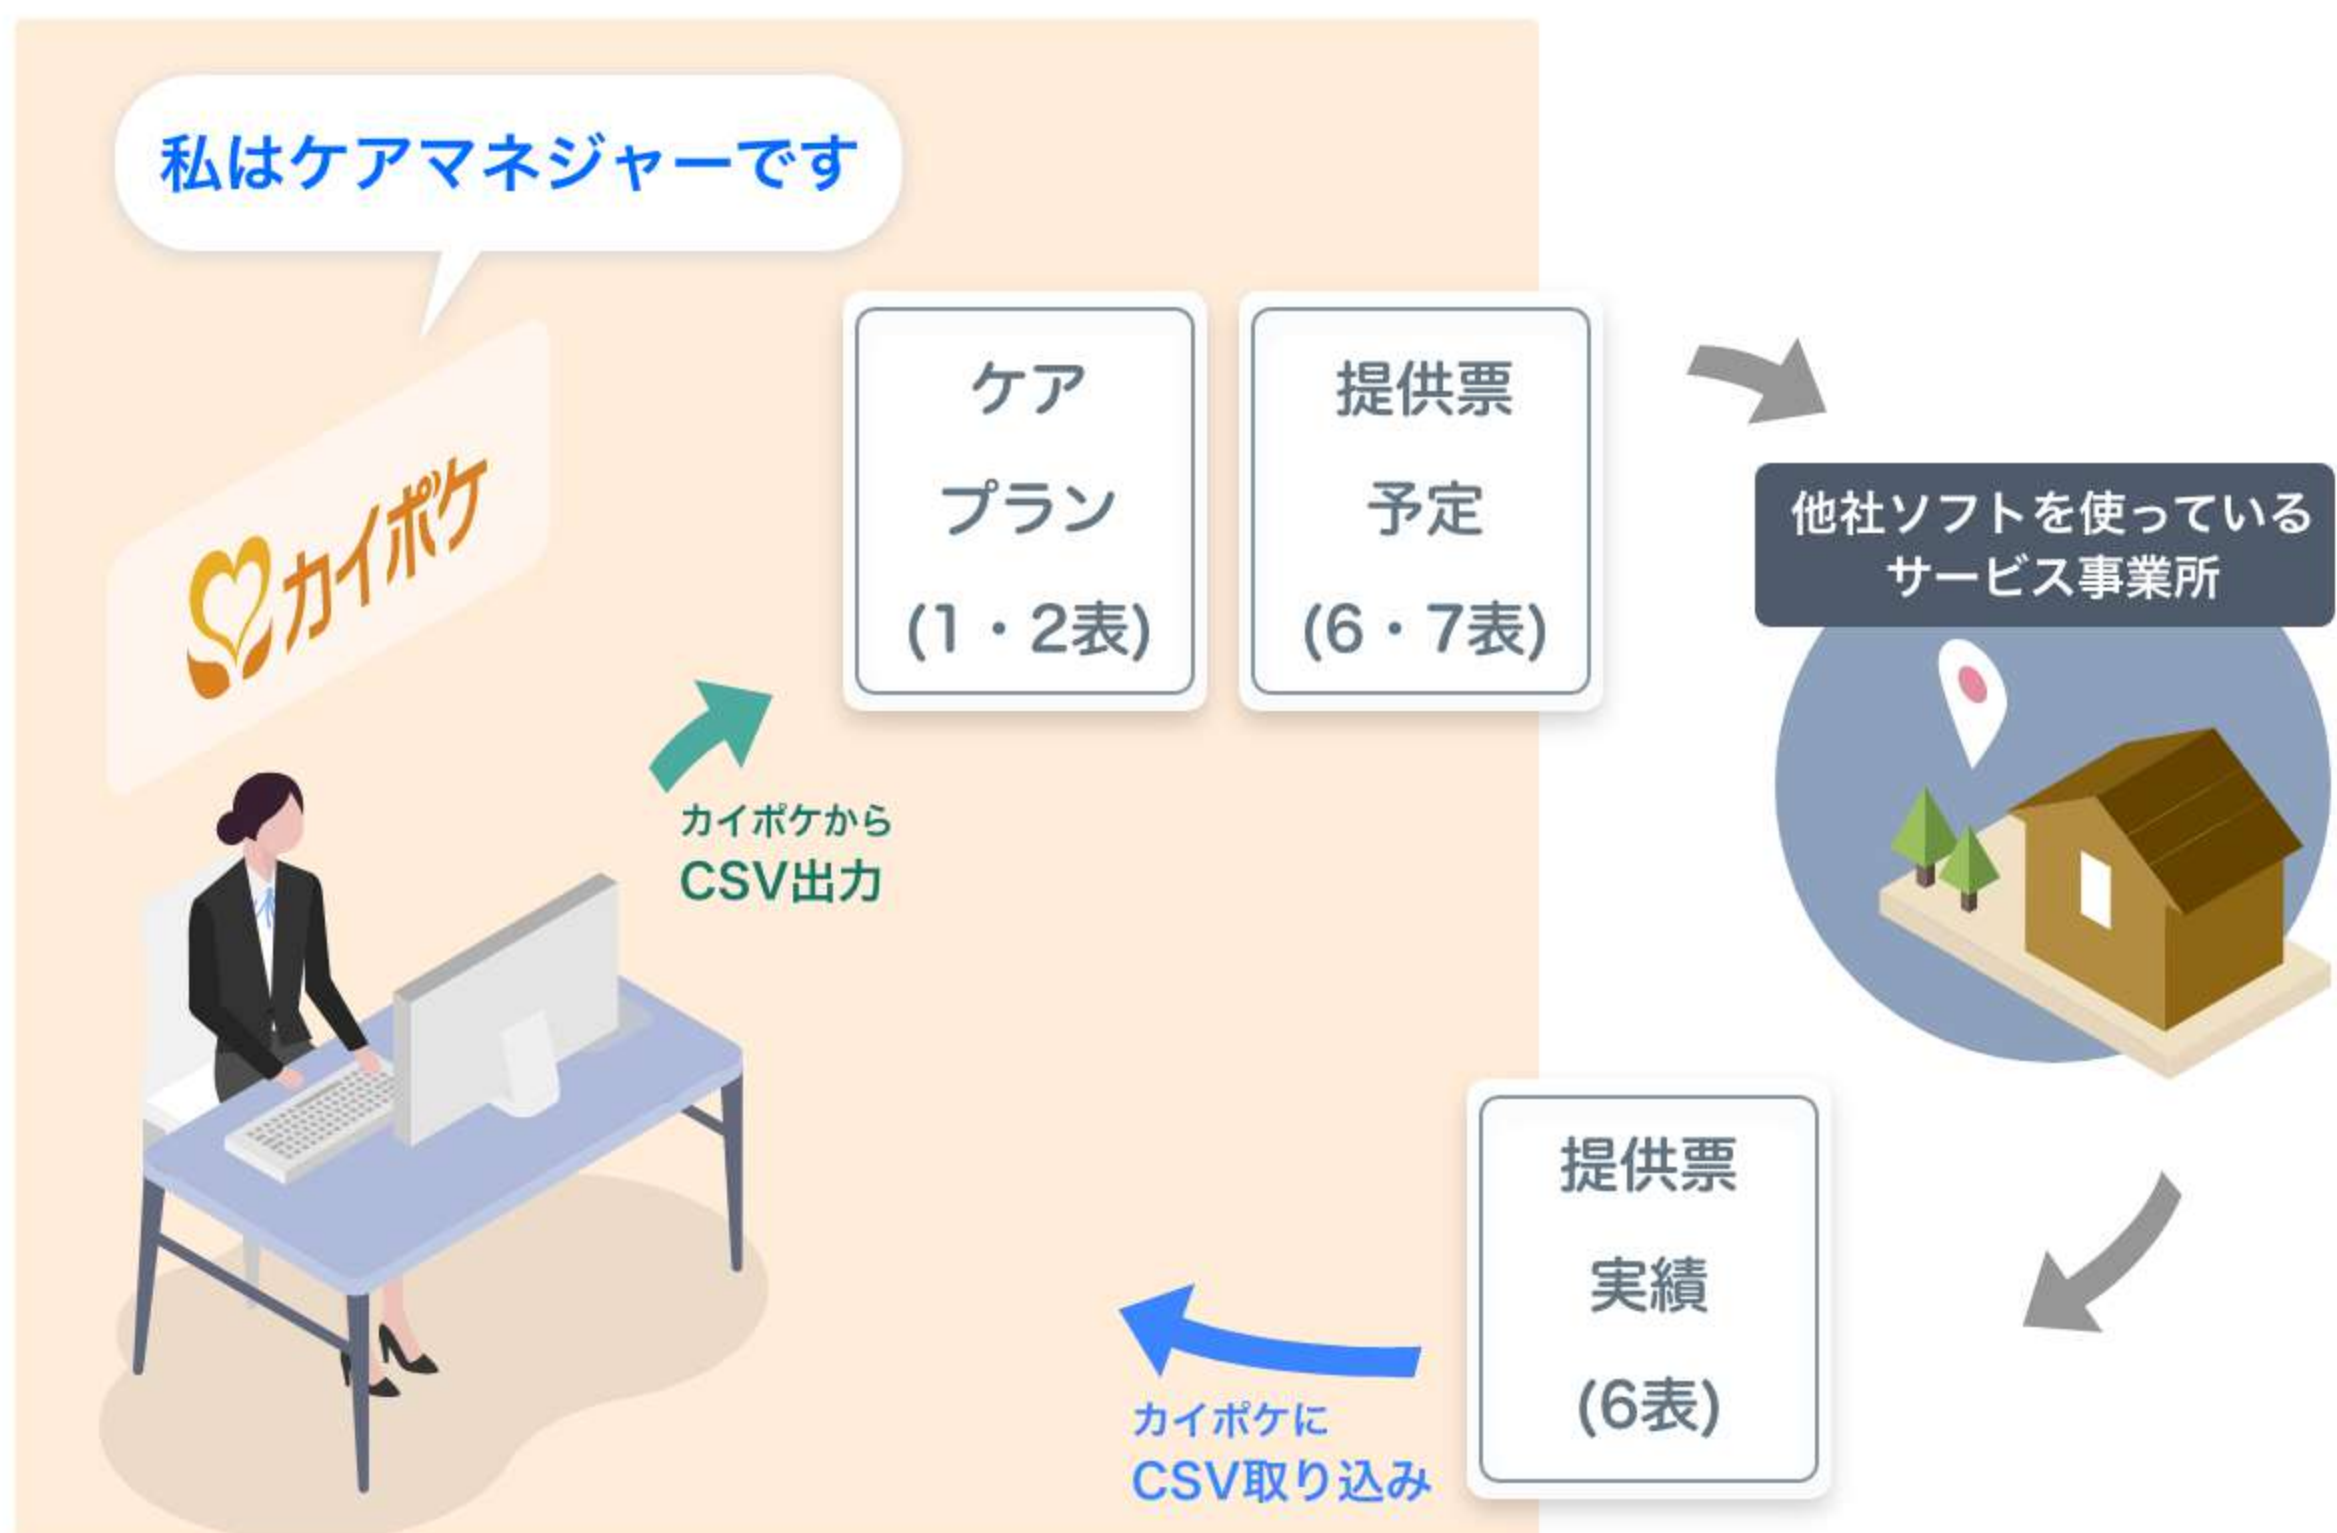 私はケアマネジャーです
カイポケ
ケア
プラン
(1・2表)
提供票
予定
(6・7表)
他社ソフトを使っている
サービス事業所
カイポケから
CSV出力
提供票
実績
(6表)
カイポケに
CSV取り込み